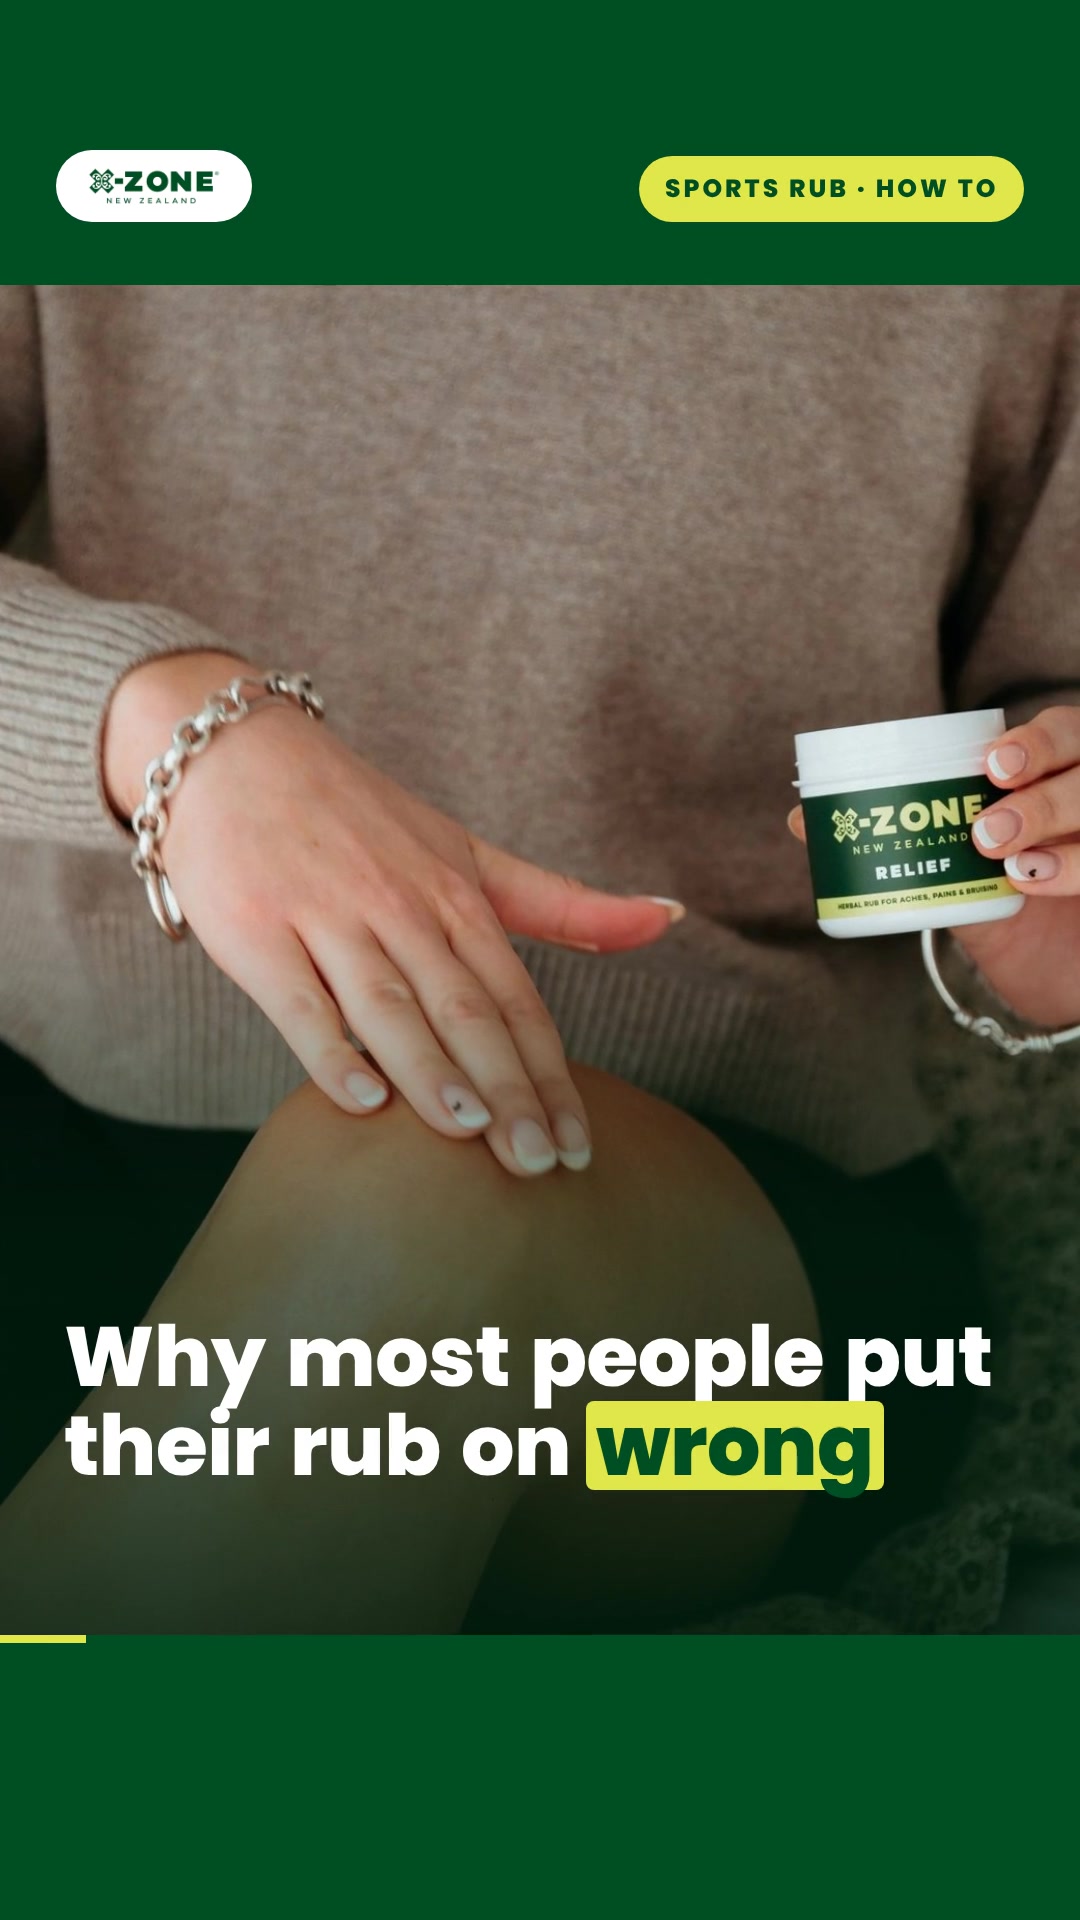 X-ZONE
NEW ZEALAND
SPORTS RUB · HOW TO
X-ZONE
NEW ZEALAND
RELIEF
HERBAL RUB FOR ACHES, PAINS & BRUISING
Why most people put
their rub on wrong